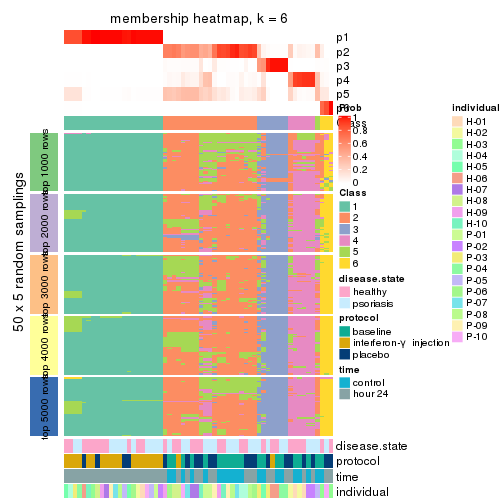 membership heatmap, k = 6
p1
p2
p3
p4
p5
Prob
1
0.8
0.6
0.4
0.2
0
Class
Class
1
2
3
4
5
6
disease.state
healthy
psoriasis
protocol
baseline
interferon-γ injection
placebo
time
control
hour 24
individual
H-01
H-02
H-03
H-04
H-05
H-06
H-07
H-08
H-09
H-10
P-01
P-02
P-03
P-04
P-05
P-06
P-07
P-08
P-09
P-10
50 x 5 random samplings
top 1000 rows
top 2000 rows
top 3000 rows
top 4000 rows
top 5000 rows
disease.state
protocol
time
individual